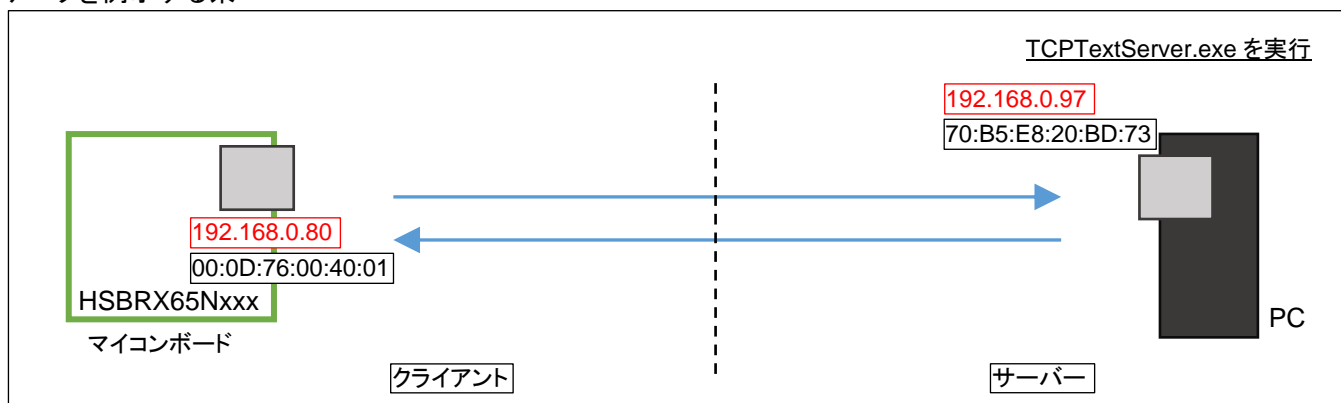 TCPTextServer.exe を実行
192.168.0.97
70:B5:E8:20:BD:73
192.168.0.80
00:0D:76:00:40:01
HSBRX65Nxxx
マイコンボード
PC
クライアント
サーバー